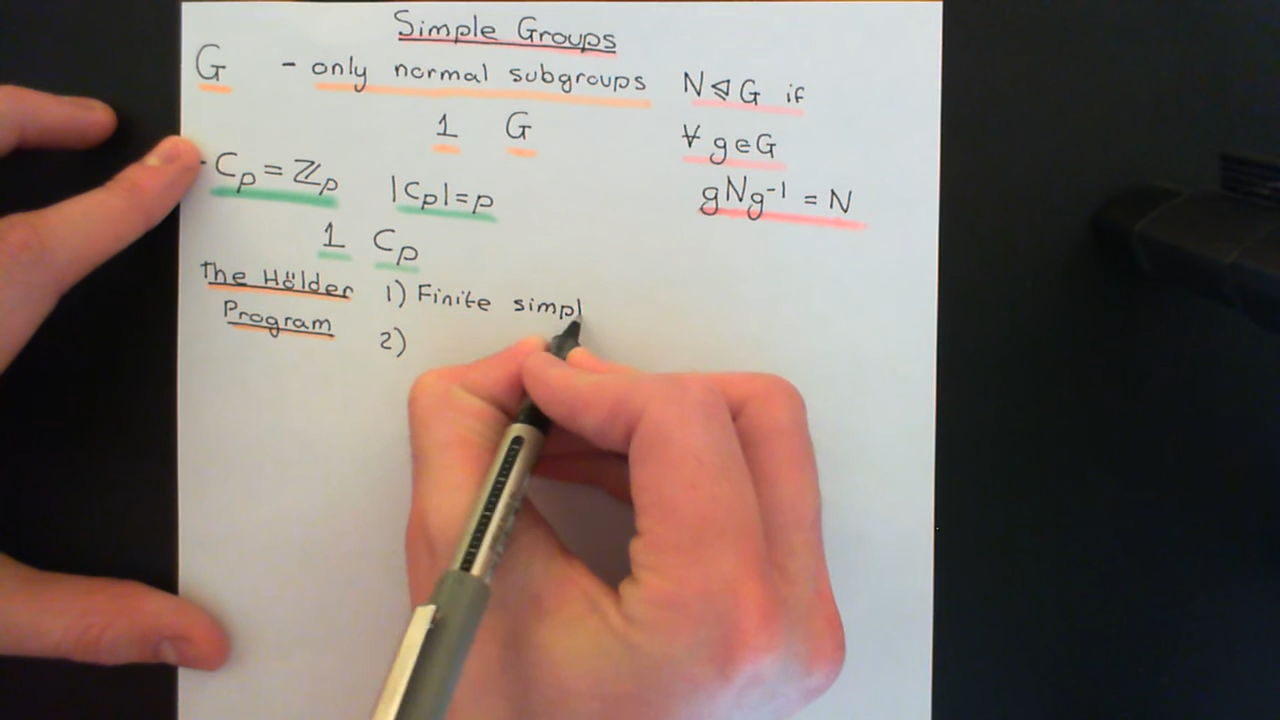 Simple Groups
G - only normal subgroups
1 G
N ⊲ G if
∀ g ∈ G
gNg⁻¹ = N
- Cp = ℤp |Cp| = p
1 Cp
The Hölder
Program
1) Finite simpl
2)